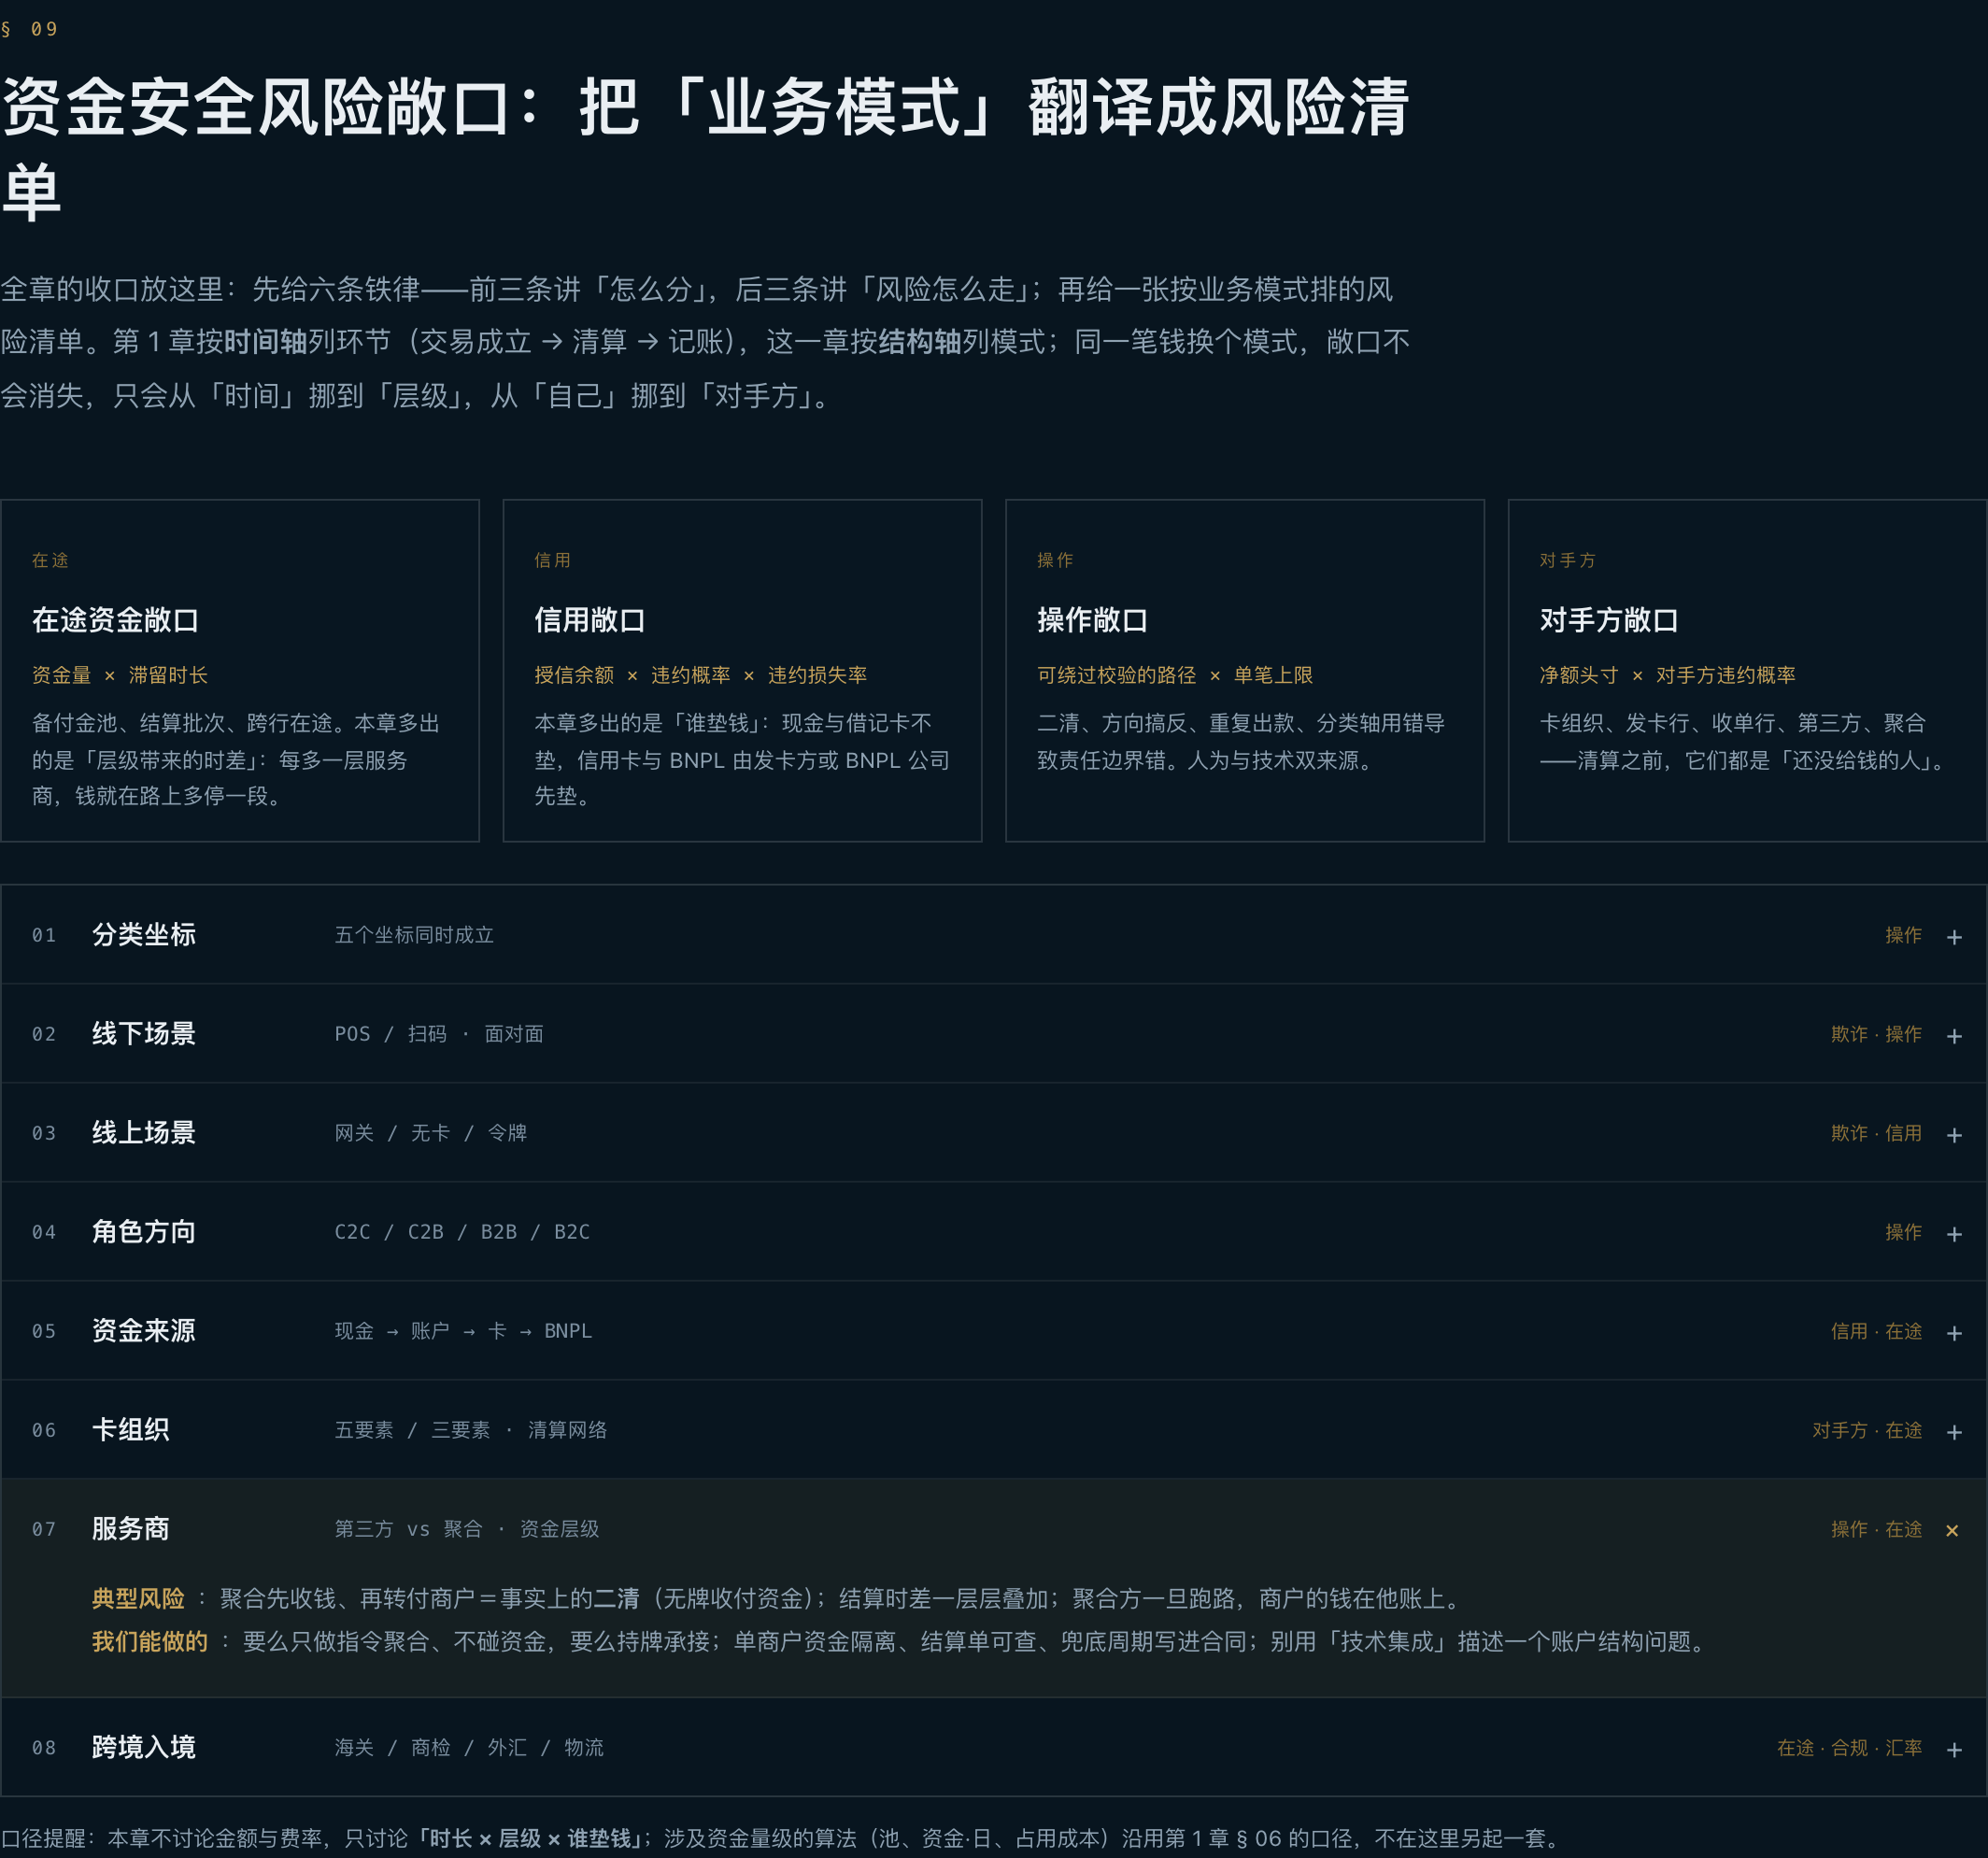 § 09
资金安全风险敞口：把「业务模式」翻译成风险清
单
全章的收口放这里：先给六条铁律——前三条讲「怎么分」，后三条讲「风险怎么走」；再给一张按业务模式排的风
险清单。第 1 章按时间轴列环节（交易成立 → 清算 → 记账），这一章按结构轴列模式；同一笔钱换个模式，敞口不
会消失，只会从「时间」挪到「层级」，从「自己」挪到「对手方」。
在途
在途资金敞口
资金量 × 滞留时长
备付金池、结算批次、跨行在途。本章多出
的是「层级带来的时差」：每多一层服务
商，钱就在路上多停一段。
信用
信用敞口
授信余额 × 违约概率 × 违约损失率
本章多出的是「谁垫钱」：现金与借记卡不
垫，信用卡与 BNPL 由发卡方或 BNPL 公司
先垫。
操作
操作敞口
可绕过校验的路径 × 单笔上限
二清、方向搞反、重复出款、分类轴用错导
致责任边界错。人为与技术双来源。
对手方
对手方敞口
净额头寸 × 对手方违约概率
卡组织、发卡行、收单行、第三方、聚合
——清算之前，它们都是「还没给钱的人」。
01 分类坐标 五个坐标同时成立 操作 +
02 线下场景 POS / 扫码 · 面对面 欺诈 · 操作 +
03 线上场景 网关 / 无卡 / 令牌 欺诈 · 信用 +
04 角色方向 C2C / C2B / B2B / B2C 操作 +
05 资金来源 现金 → 账户 → 卡 → BNPL 信用 · 在途 +
06 卡组织 五要素 / 三要素 · 清算网络 对手方 · 在途 +
07 服务商 第三方 vs 聚合 · 资金层级 操作 · 在途 ×
典型风险 ：聚合先收钱、再转付商户＝事实上的二清（无牌收付资金）；结算时差一层层叠加；聚合方一旦跑路，商户的钱在他账上。
我们能做的 ：要么只做指令聚合、不碰资金，要么持牌承接；单商户资金隔离、结算单可查、兜底周期写进合同；别用「技术集成」描述一个账户结构问题。
08 跨境入境 海关 / 商检 / 外汇 / 物流 在途 · 合规 · 汇率 +
口径提醒：本章不讨论金额与费率，只讨论「时长 × 层级 × 谁垫钱」；涉及资金量级的算法（池、资金·日、占用成本）沿用第 1 章 § 06 的口径，不在这里另起一套。